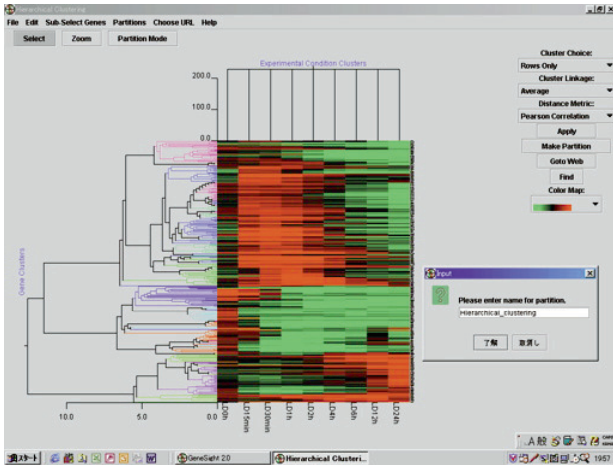 Hierarchical Clustering
File Edit Sub-Select Genes Partitions Choose URL Help
Select Zoom Partition Mode
Experimental Condition Clusters
200.0
100.0
0.0
Gene Clusters
10.0 5.0 0.0
LD0h
LD15min
LD30min
LD1h
LD2h
LD4h
LD6h
LD12h
LD24h
Cluster Choice:
Rows Only
Cluster Linkage:
Average
Distance Metric:
Pearson Correlation
Apply
Make Partition
Goto Web
Find
Color Map:
Input
Please enter name for partition.
Hierarchical_clustering
了解 取消し
A 般
スタート
GeneSight 2.0
Hierarchical Clusteri...
1957